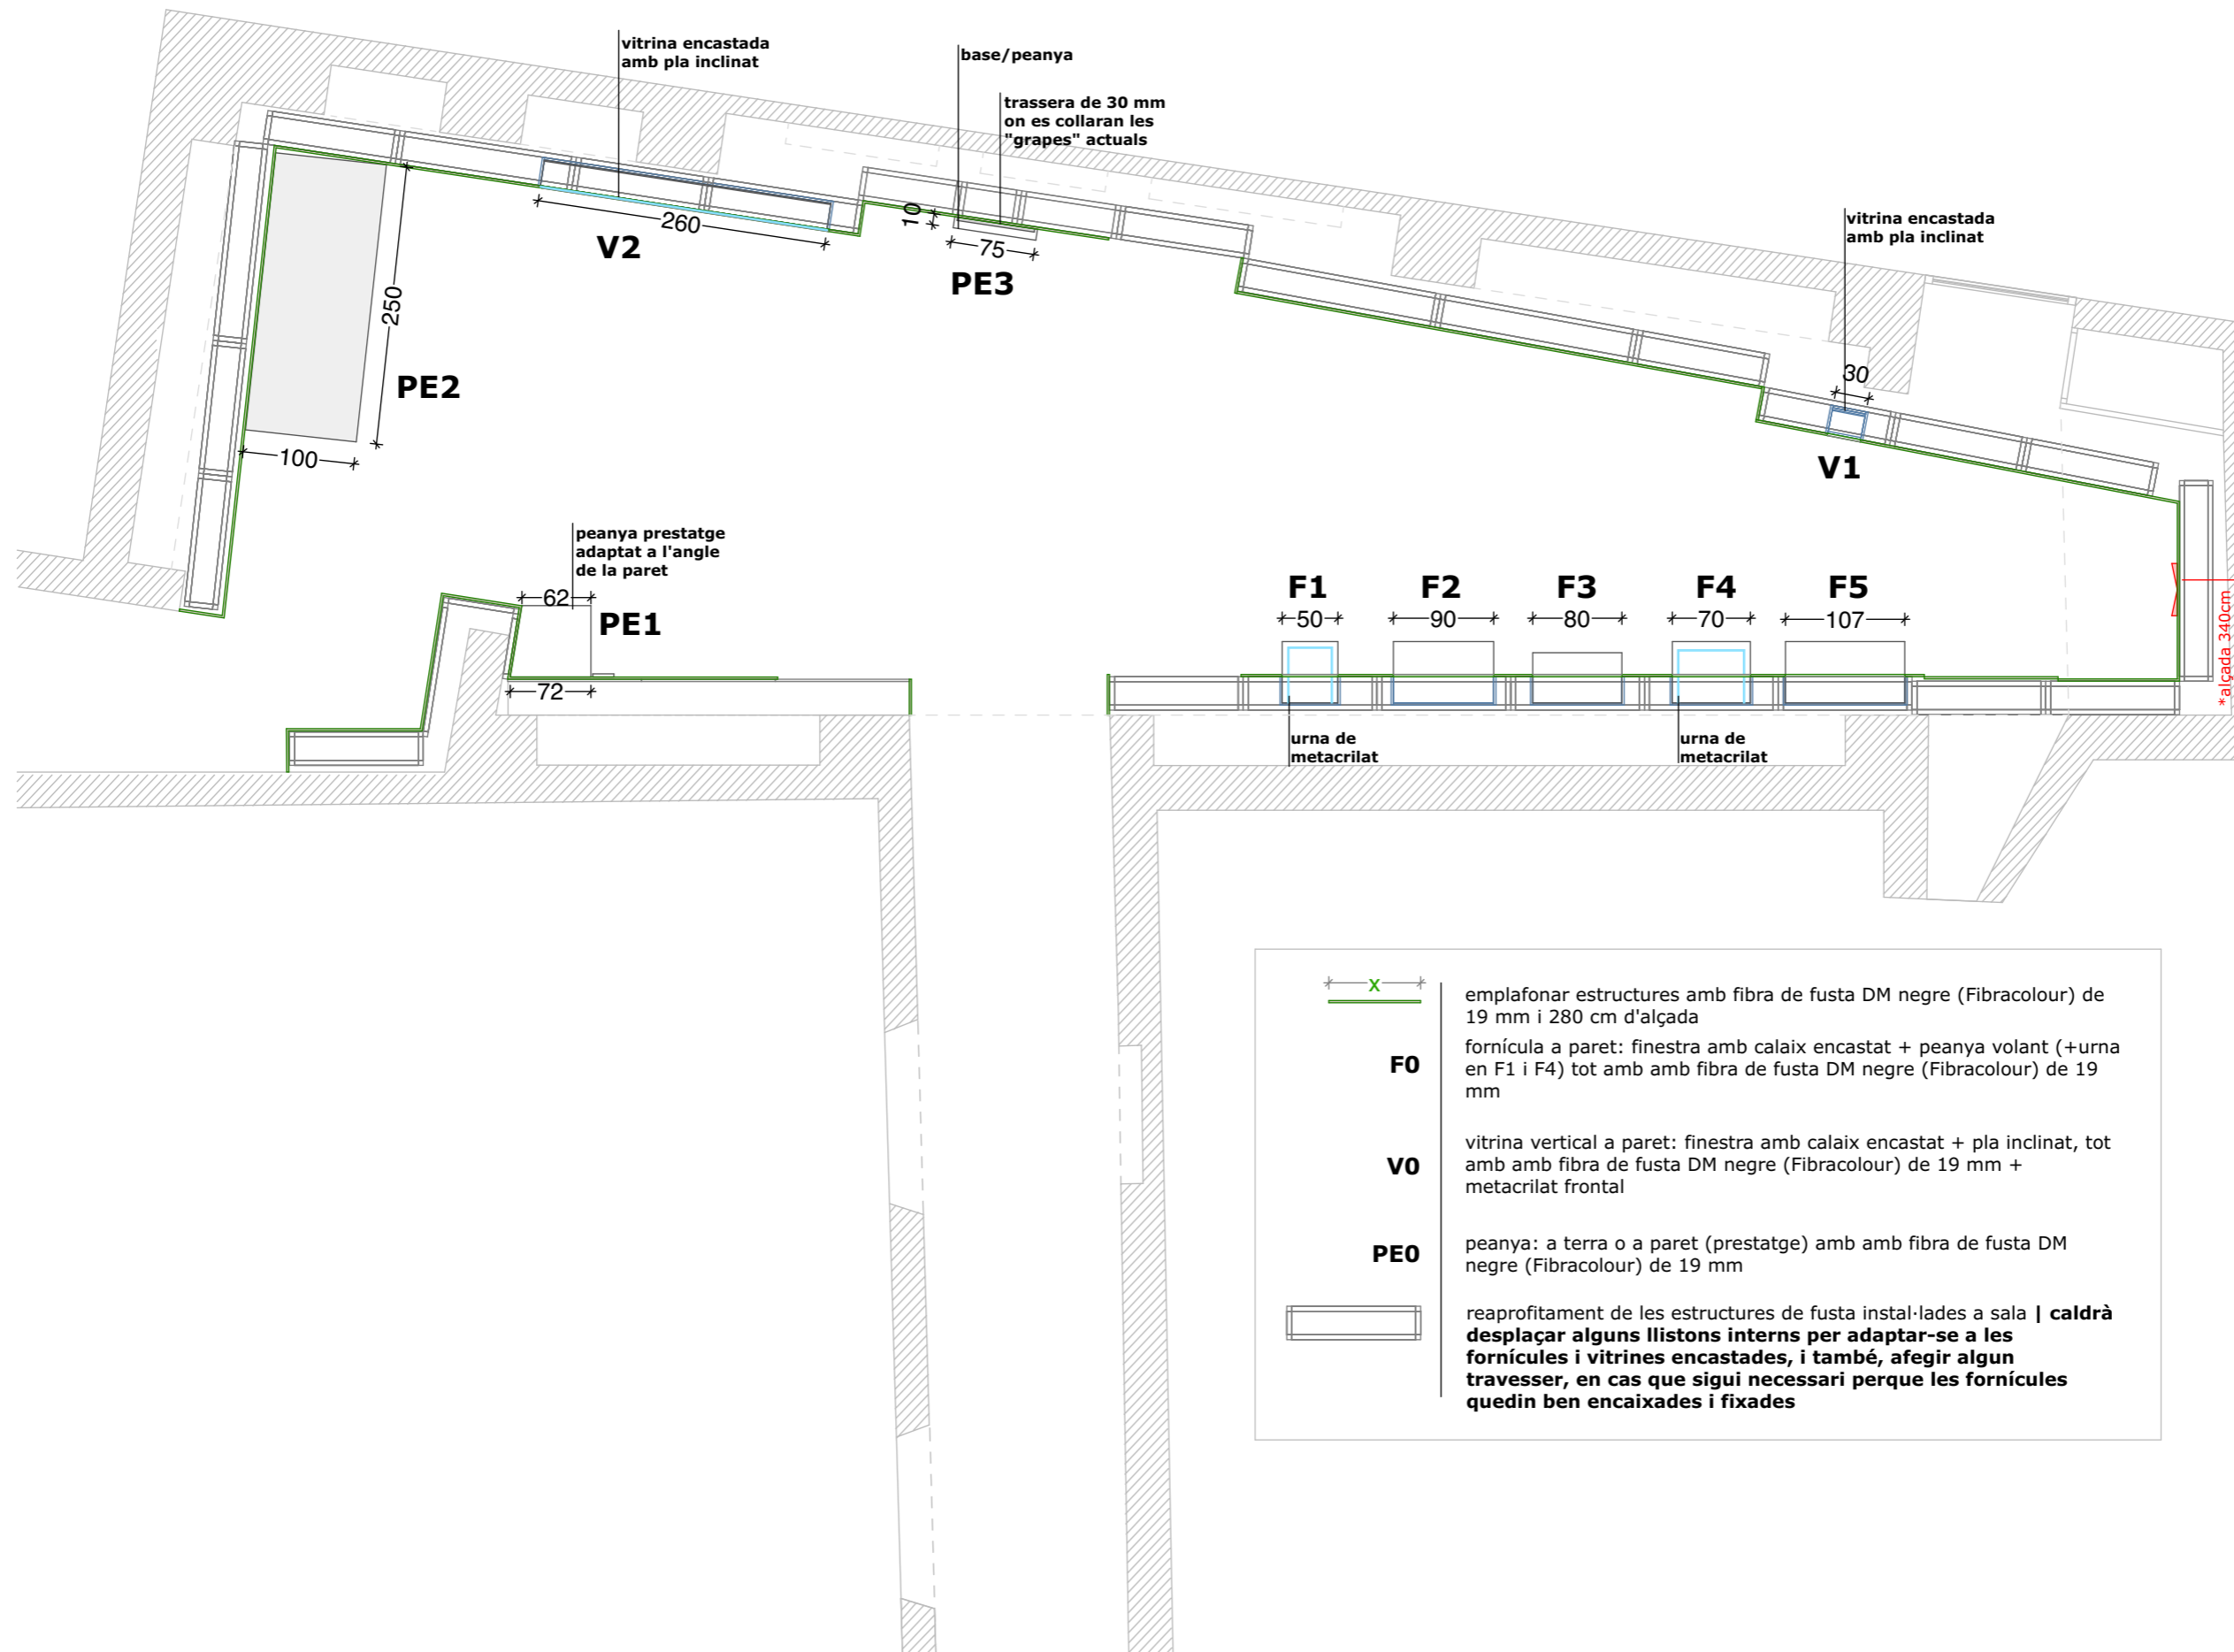 vitrina encastada
amb pla inclinat
base/peanya
trassera de 30 mm
on es collaran les
"grapes" actuals
vitrina encastada
amb pla inclinat
260
V2
10
75
PE3
250
PE2
100
30
V1
peanya prestatge
adaptat a l'angle
de la paret
62
PE1
72
F1
50
F2
90
F3
80
F4
70
F5
107
*alçada 340cm
urna de
metacrilat
urna de
metacrilat
x
emplafonar estructures amb fibra de fusta DM negre (Fibracolour) de
19 mm i 280 cm d'alçada
F0
fornícula a paret: finestra amb calaix encastat + peanya volant (+urna
en F1 i F4) tot amb amb fibra de fusta DM negre (Fibracolour) de 19
mm
V0
vitrina vertical a paret: finestra amb calaix encastat + pla inclinat, tot
amb amb fibra de fusta DM negre (Fibracolour) de 19 mm +
metacrilat frontal
PE0
peanya: a terra o a paret (prestatge) amb amb fibra de fusta DM
negre (Fibracolour) de 19 mm
reaprofitament de les estructures de fusta instal·lades a sala | caldrà
desplaçar alguns llistons interns per adaptar-se a les
fornícules i vitrines encastades, i també, afegir algun
travesser, en cas que sigui necessari perque les fornícules
quedin ben encaixades i fixades